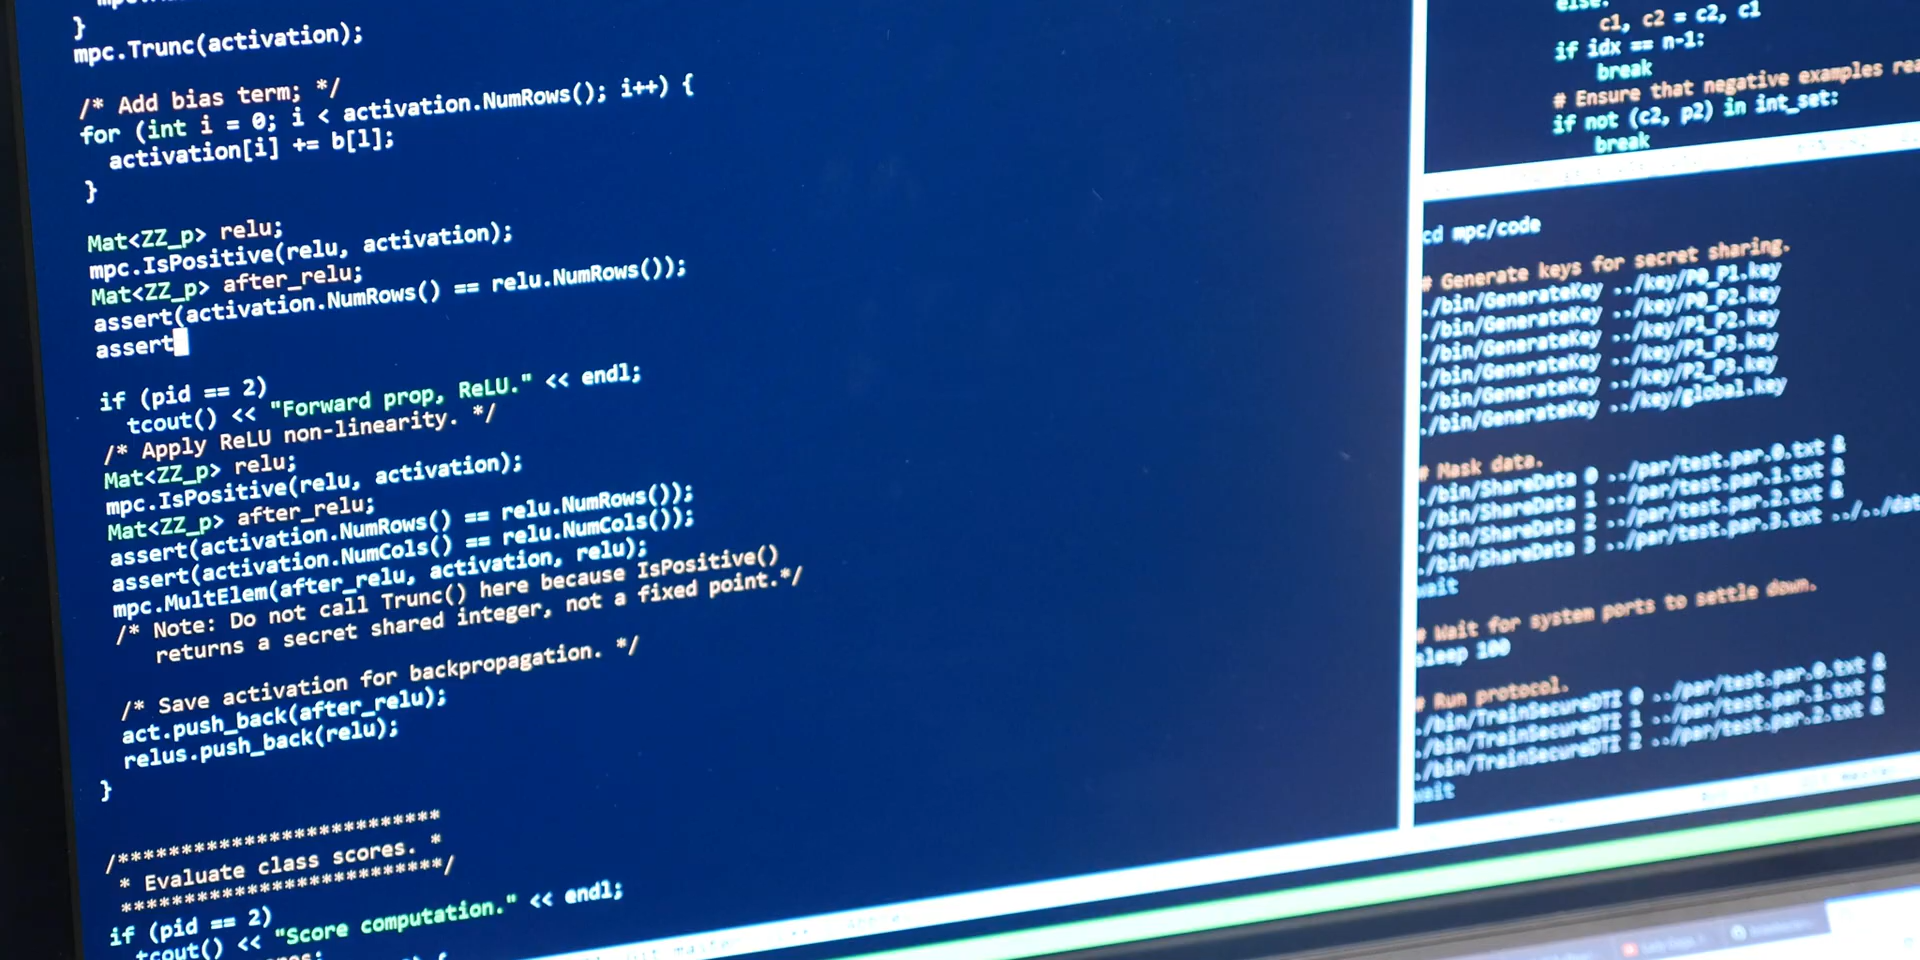 }
mpc.Trunc(activation);
/* Add bias term; */
for (int i = 0; i < activation.NumRows(); i++) {
activation[i] += b[l];
}
Mat<ZZ_p> relu;
mpc.IsPositive(relu, activation);
Mat<ZZ_p> after_relu;
assert(activation.NumRows() == relu.NumRows());
assert
if (pid == 2)
tcout() << "Forward prop, ReLU." << endl;
/* Apply ReLU non-linearity. */
Mat<ZZ_p> relu;
mpc.IsPositive(relu, activation);
Mat<ZZ_p> after_relu;
assert(activation.NumRows() == relu.NumRows());
assert(activation.NumCols() == relu.NumCols());
mpc.MultElem(after_relu, activation, relu);
/* Note: Do not call Trunc() here because IsPositive()
returns a secret shared integer, not a fixed point.*/
/* Save activation for backpropagation. */
act.push_back(after_relu);
relus.push_back(relu);
}
/*************************
* Evaluate class scores. *
*************************/
if (pid == 2)
tcout() << "Score computation." << endl;
else:
c1, c2 = c2, c1
if idx == n-1:
break
# Ensure that negative examples
if not (c2, p2) in int_set:
break
cd mpc/code
# Generate keys for secret sharing.
./bin/GenerateKey ../key/P0_P1.key
./bin/GenerateKey ../key/P0_P2.key
./bin/GenerateKey ../key/P1_P2.key
./bin/GenerateKey ../key/P1_P3.key
./bin/GenerateKey ../key/P2_P3.key
./bin/GenerateKey ../key/global.key
# Mask data.
./bin/ShareData 0 ../par/test.par.0.txt &
./bin/ShareData 1 ../par/test.par.1.txt &
./bin/ShareData 2 ../par/test.par.2.txt &
./bin/ShareData 3 ../par/test.par.3.txt
wait
# Wait for system ports to settle down.
sleep 100
# Run protocol.
./bin/TrainSecureDTI 0 ../par/test.par.0.txt &
./bin/TrainSecureDTI 1 ../par/test.par.1.txt &
./bin/TrainSecureDTI 2 ../par/test.par.2.txt &
wait